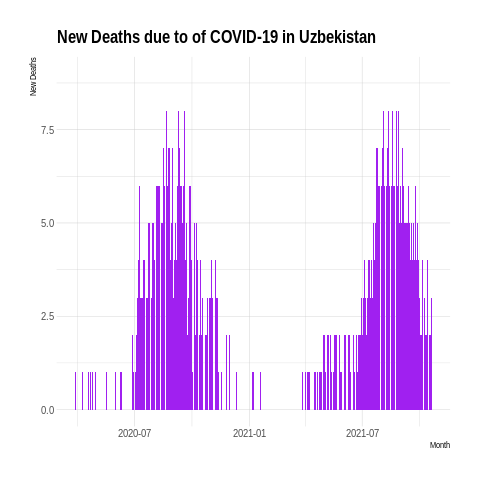 New Deaths due to of COVID-19 in Uzbekistan
New Deaths
7.5
5.0
2.5
0.0
2020-07
2021-01
2021-07
Month